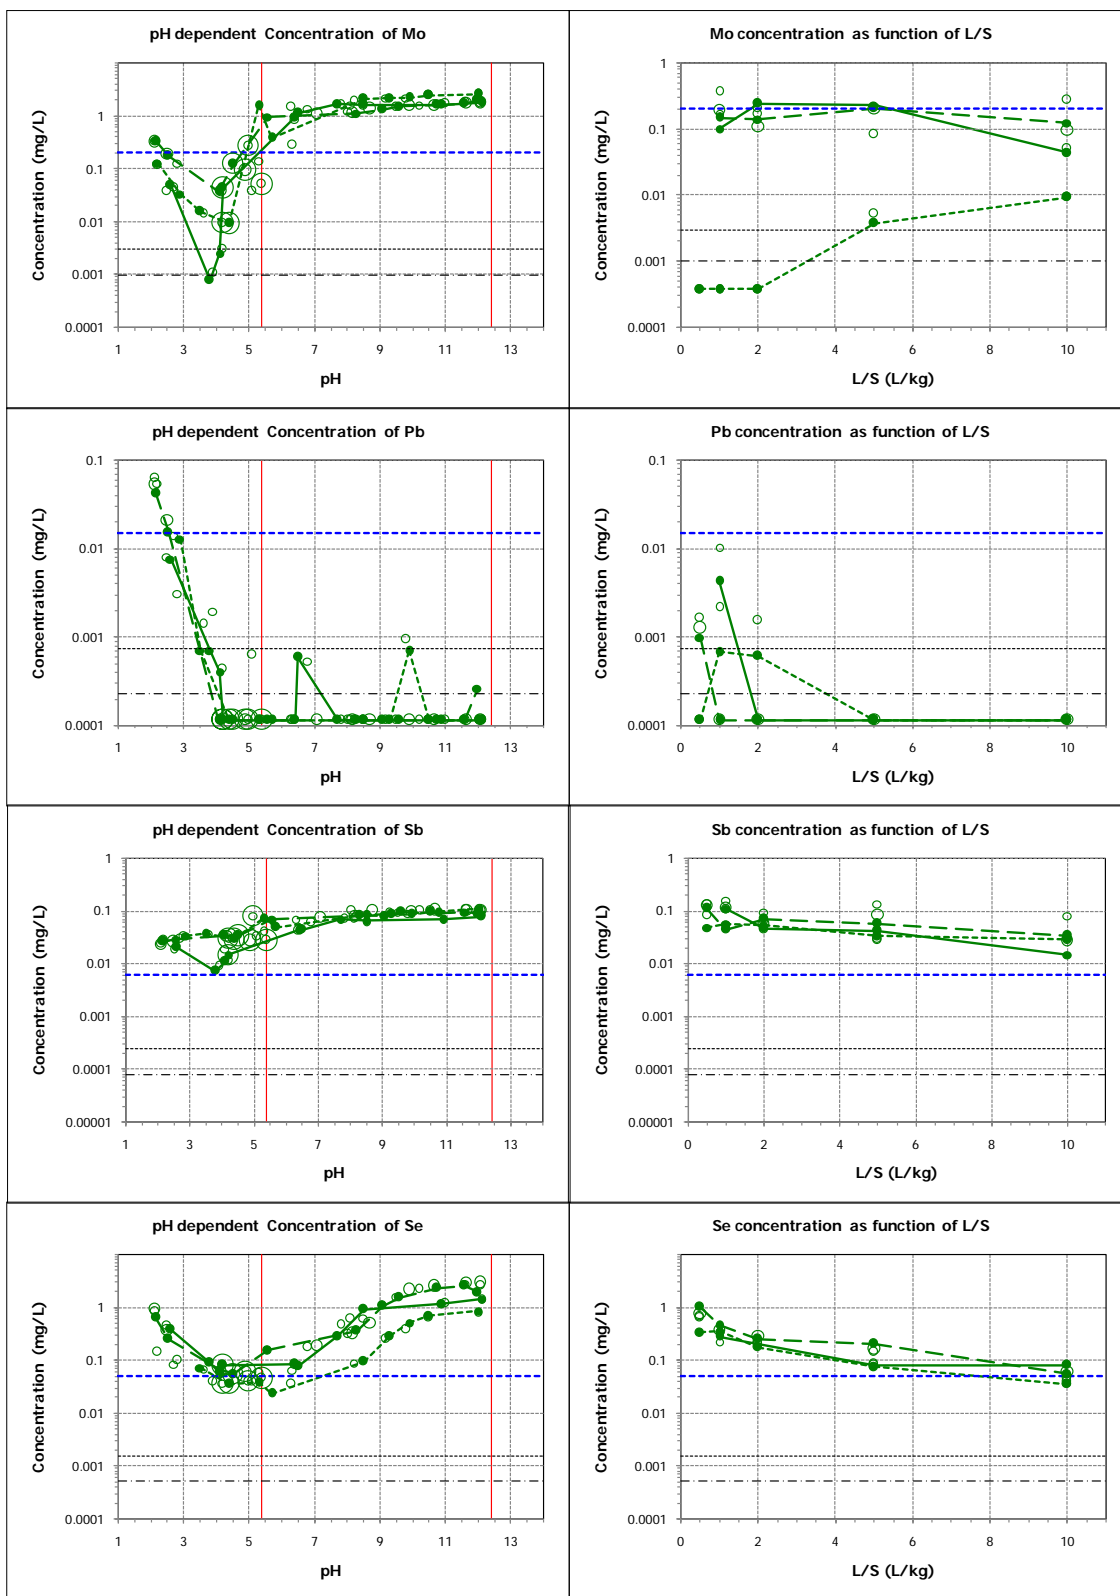 pH dependent Concentration of Mo
Concentration (mg/L)
1
0.1
0.01
0.001
0.0001
1 3 5 7 9 11 13
pH
Mo concentration as function of L/S
Concentration (mg/L)
1
0.1
0.01
0.001
0.0001
0 2 4 6 8 10
L/S (L/kg)
pH dependent Concentration of Pb
Concentration (mg/L)
0.1
0.01
0.001
0.0001
1 3 5 7 9 11 13
pH
Pb concentration as function of L/S
Concentration (mg/L)
0.1
0.01
0.001
0.0001
0 2 4 6 8 10
L/S (L/kg)
pH dependent Concentration of Sb
Concentration (mg/L)
1
0.1
0.01
0.001
0.0001
0.00001
1 3 5 7 9 11 13
pH
Sb concentration as function of L/S
Concentration (mg/L)
1
0.1
0.01
0.001
0.0001
0.00001
0 2 4 6 8 10
L/S (L/kg)
pH dependent Concentration of Se
Concentration (mg/L)
1
0.1
0.01
0.001
0.0001
1 3 5 7 9 11 13
pH
Se concentration as function of L/S
Concentration (mg/L)
1
0.1
0.01
0.001
0.0001
0 2 4 6 8 10
L/S (L/kg)